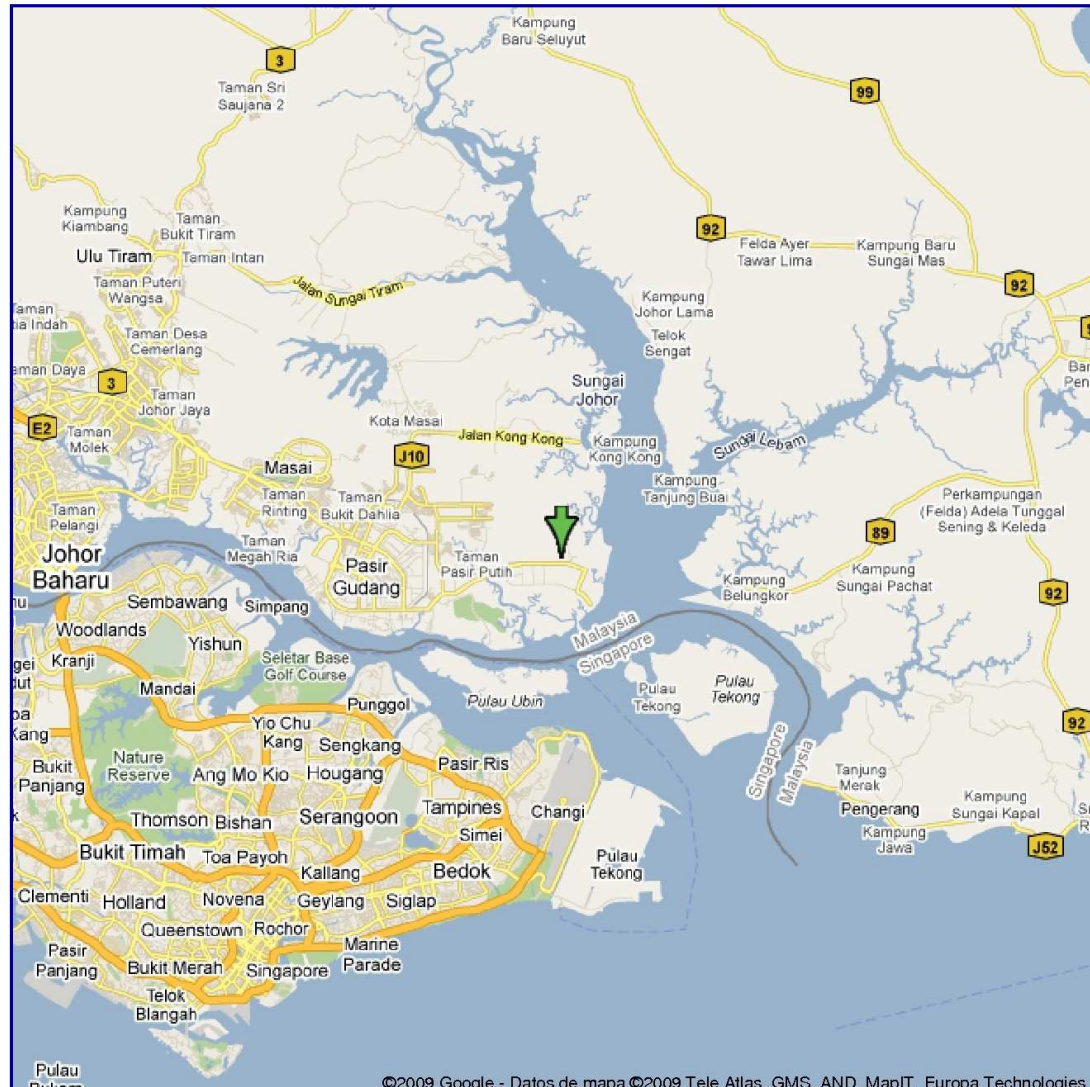 Kampung
Baru Seluyut
3
Taman Sri
Saujana 2
99
Kampung
Kiambang
Taman
Bukit Tiram
92
Ulu Tiram
Taman Intan
Felda Ayer
Tawar Lima
Kampung Baru
Sungai Mas
Taman Puteri
Wangsa
Jalan Sungai Tiram
92
Kampung
Johor Lama
Taman
ia Indah
Taman Desa
Cemerlang
Telok
Sengat
aman Daya
3
Sungai
Johor
Taman
Johor Jaya
Kota Masai
E2
Taman
Molek
Jalan Kong Kong
Kampung
Kong Kong
Sungai Lebam
J10
Masai
Kampung
Tanjung Buai
Taman
Rinting
Taman
Bukit Dahlia
Perkampungan
(Felda) Adela Tunggal
Sening & Keleda
Taman
Pelangi
89
Johor
Baharu
Taman
Megah Ria
Pasir
Gudang
Taman
Pasir Putih
Kampung
Belungkor
Kampung
Sungai Pachat
92
Sembawang
Simpang
Malaysia
Singapore
Woodlands
Yishun
Kranji
Seletar Base
Golf Course
Mandai
Punggol
Pulau Ubin
Pulau
Tekong
Pulau
Tekong
92
Yio Chu
Kang
Sengkang
Singapore
Malaysia
Kang
Nature
Reserve
Bukit
Panjang
Ang Mo Kio
Hougang
Pasir Ris
Tanjung
Merak
Thomson
Bishan
Serangoon
Tampines
Changi
Pengerang
Kampung
Sungai Kapal
Simei
Kampung
Jawa
J52
Bukit Timah
Toa Payoh
Kallang
Bedok
Pulau
Tekong
Clementi
Holland
Novena
Geylang
Siglap
Queenstown
Rochor
Pasir
Panjang
Bukit Merah
Singapore
Marine
Parade
Telok
Blangah
Pulau
©2009 Google - Datos de mapa ©2009 Tele Atlas, GMS, AND, MapIT, Europa Technologies